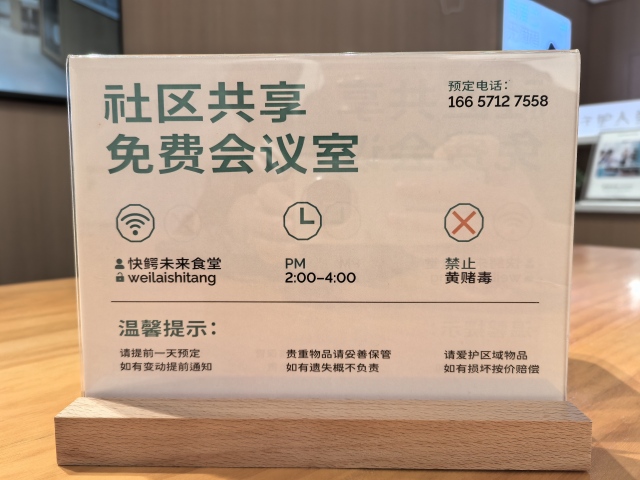 社区共享
免费会议室
预定电话：
166 5712 7558
快鳄未来食堂
weilaishitang
PM
2:00–4:00
禁止
黄赌毒
温馨提示：
请提前一天预定
如有变动提前通知
贵重物品请妥善保管
如有遗失概不负责
请爱护区域物品
如有损坏按价赔偿